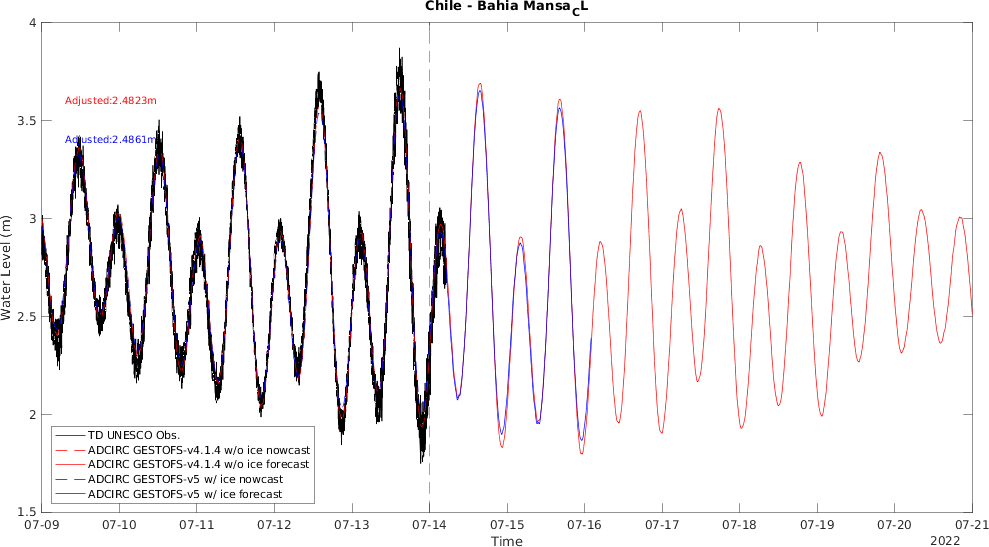 Chile - Bahia Mansa_CL
4
3.5
3
2.5
2
1.5
Water Level (m)
Adjusted:2.4823m
Adjusted:2.4861m
TD UNESCO Obs.
ADCIRC GESTOFS-v4.1.4 w/o ice nowcast
ADCIRC GESTOFS-v4.1.4 w/o ice forecast
ADCIRC GESTOFS-v5 w/ ice nowcast
ADCIRC GESTOFS-v5 w/ ice forecast
07-09 07-10 07-11 07-12 07-13 07-14 07-15 07-16 07-17 07-18 07-19 07-20 07-21
Time
2022